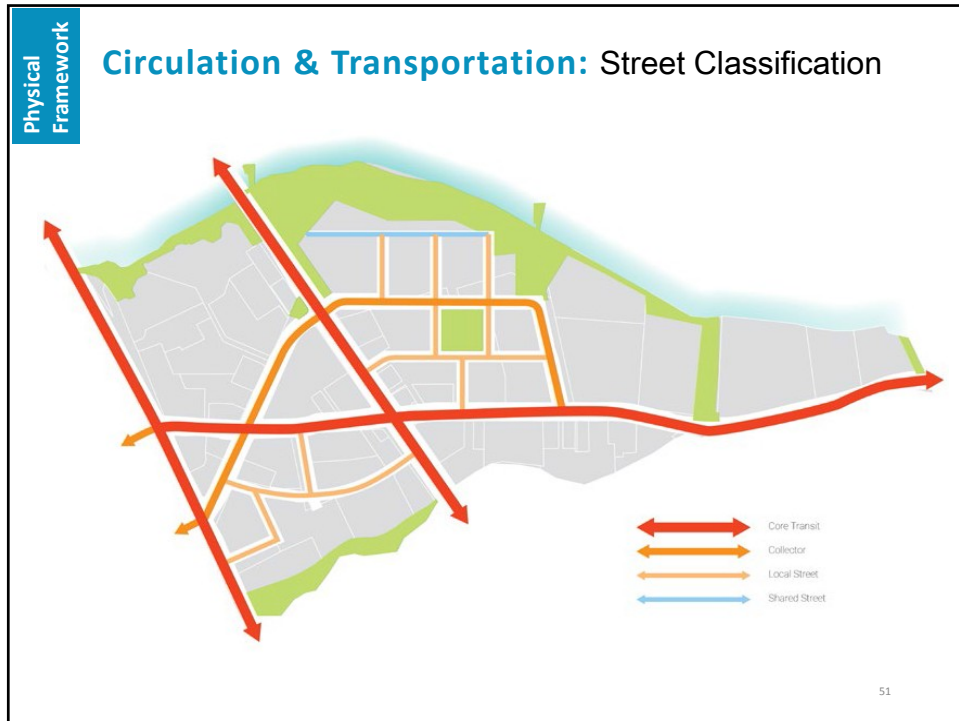 Physical
Framework
Circulation & Transportation: Street Classification
Core Transit
Collector
Local Street
Shared Street
51